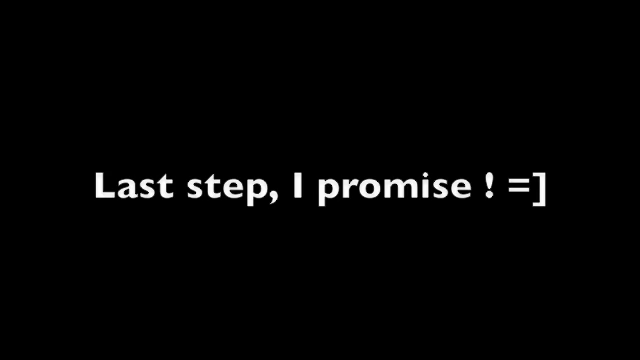 Last step, I promise ! =]